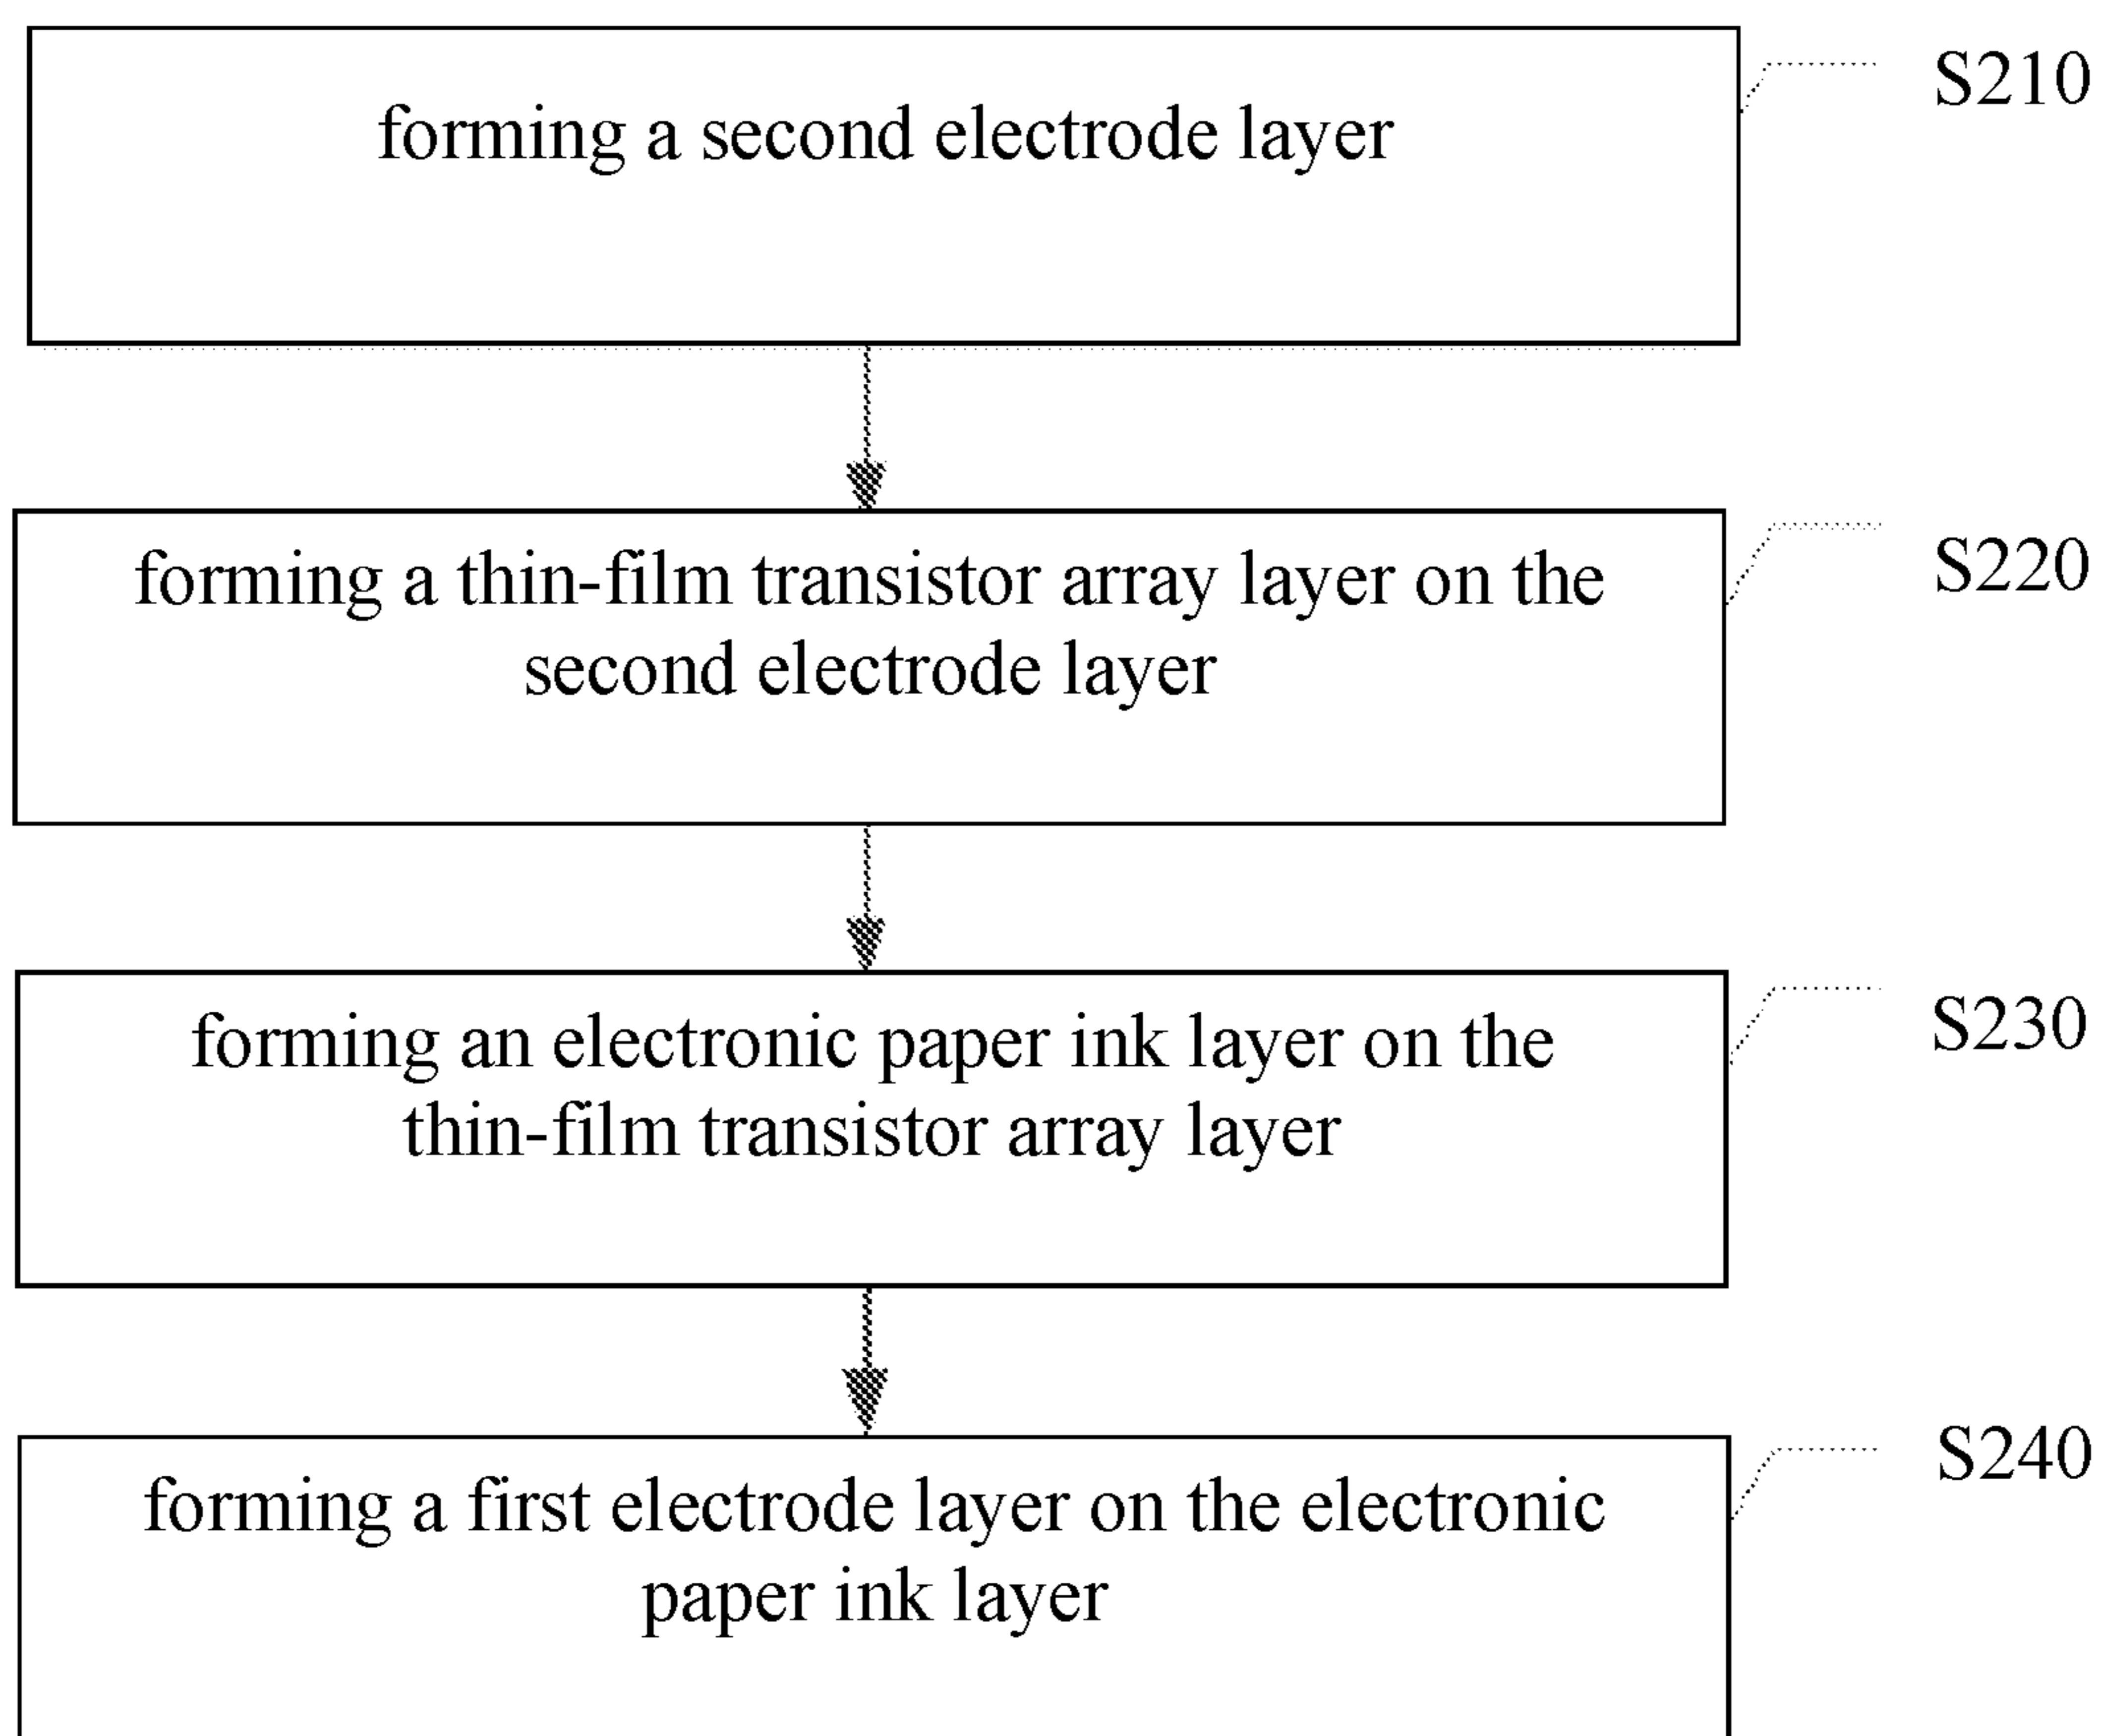 forming a second electrode layer
S210
forming a thin-film transistor array layer on the
second electrode layer
S220
forming an electronic paper ink layer on the
thin-film transistor array layer
S230
forming a first electrode layer on the electronic
paper ink layer
S240